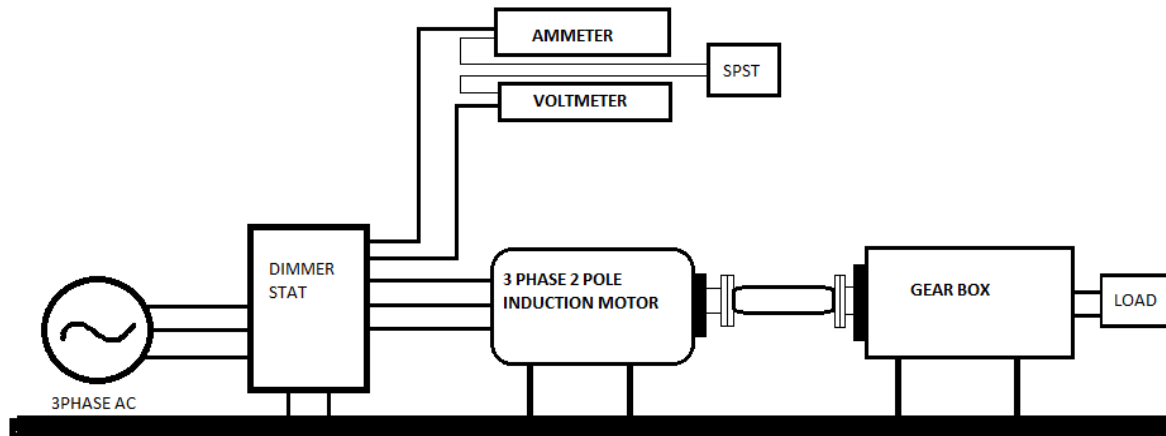 AMMETER
SPST
VOLTMETER
DIMMER
STAT
3 PHASE 2 POLE
INDUCTION MOTOR
GEAR BOX
LOAD
3PHASE AC